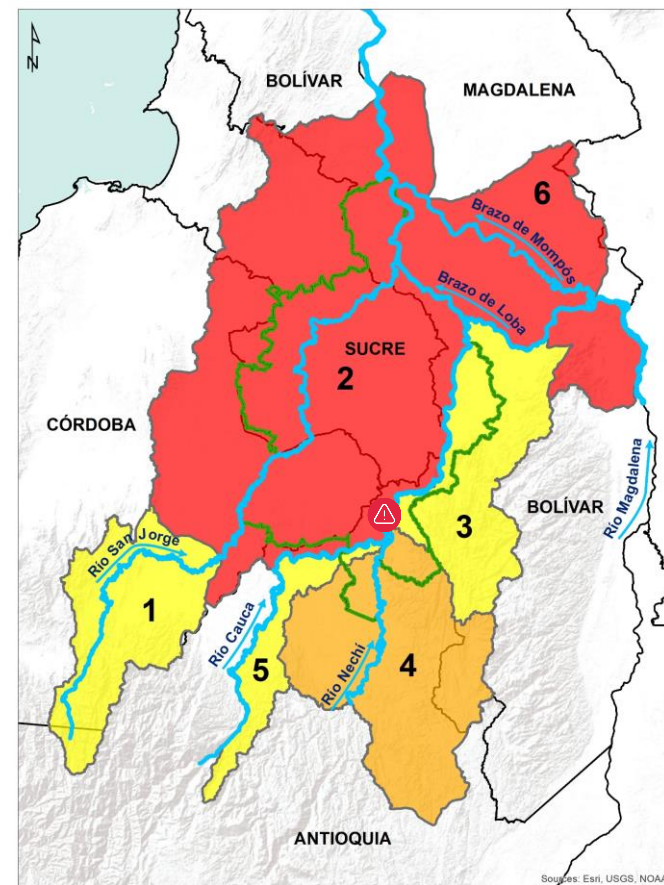 N
BOLÍVAR
MAGDALENA
6
Brazo de Mompós
Brazo de Loba
SUCRE
2
CÓRDOBA
BOLÍVAR
Río Magdalena
3
Río San Jorge
1
Río Cauca
5
Río Nechí
4
ANTIOQUIA
Sources: Esri, USGS, NOAA